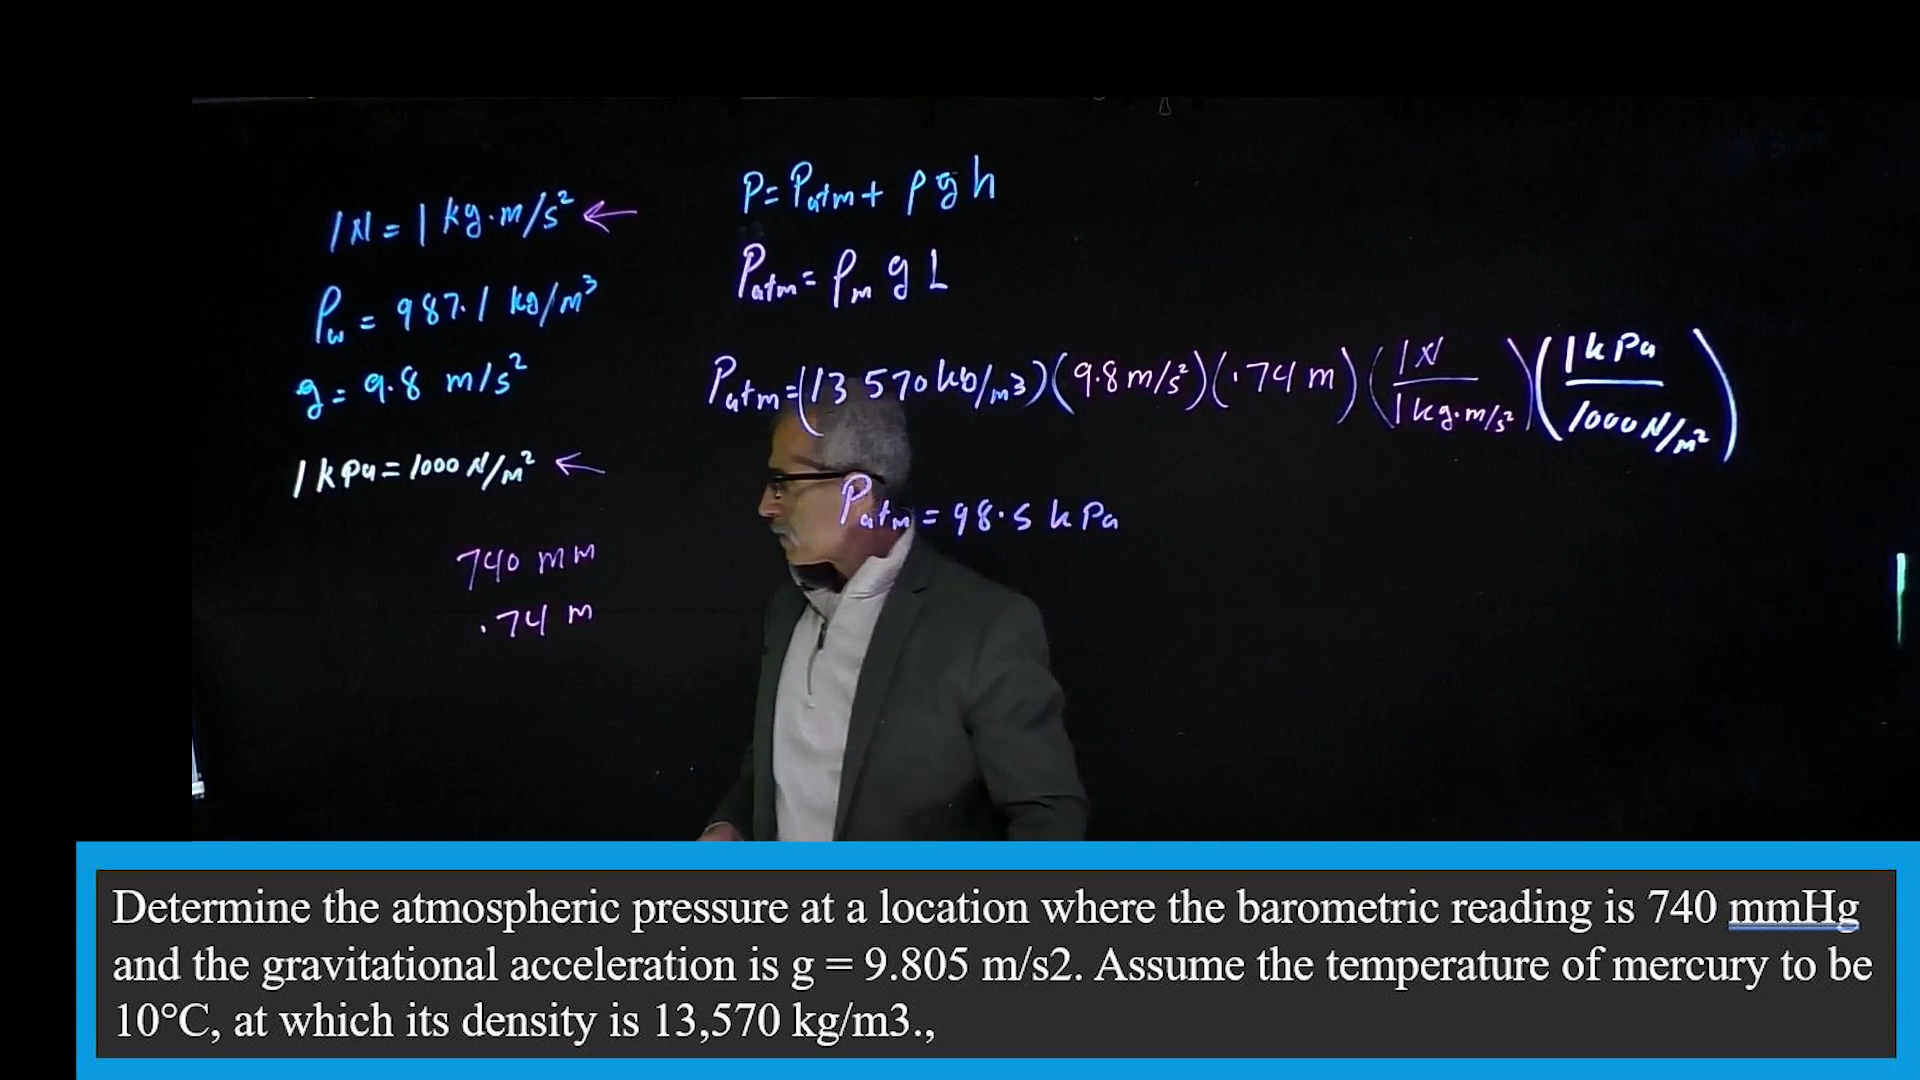 1N = 1 kg·m/s²
ρw = 987.1 kg/m³
g = 9.8 m/s²
1 kPa = 1000 N/m²
740 mm
.74 m
P = Patm + ρ g h
Patm = ρm g L
Patm = (13 570 kg/m3)(9.8 m/s²)(.74 m)(1N/1kg·m/s²)(1kPa/1000 N/m²)
Patm = 98.5 kPa
Determine the atmospheric pressure at a location where the barometric reading is 740 mmHg
and the gravitational acceleration is g = 9.805 m/s2. Assume the temperature of mercury to be
10°C, at which its density is 13,570 kg/m3.,